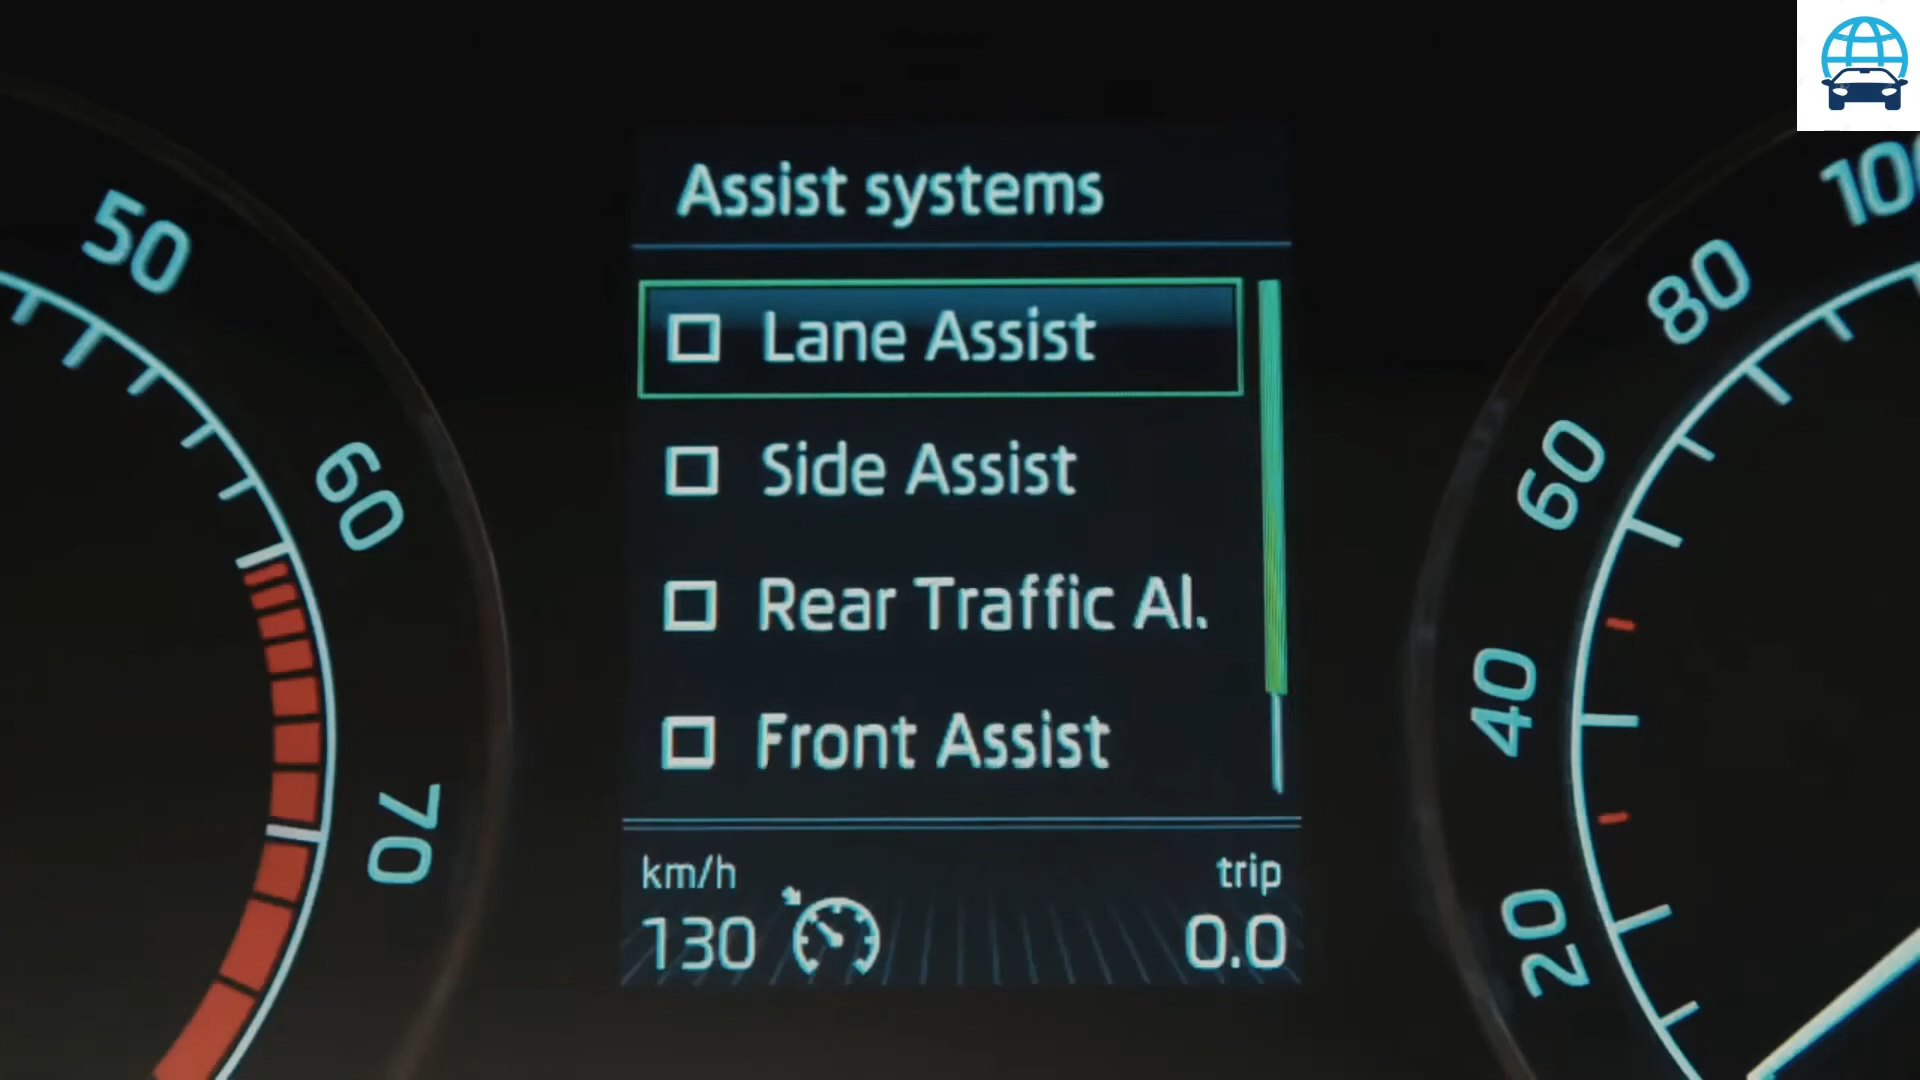 Assist systems
Lane Assist
Side Assist
Rear Traffic Al.
Front Assist
km/h
130
trip
0.0
50
60
70
100
80
60
40
20